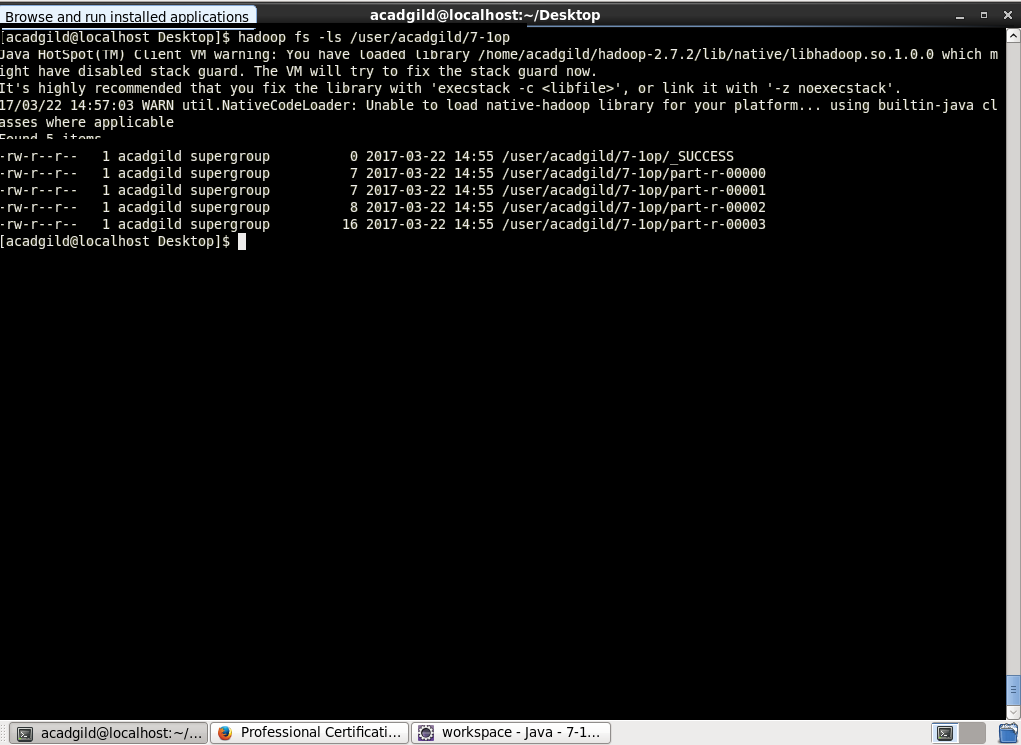 Browse and run installed applications
acadgild@localhost:~/Desktop
[acadgild@localhost Desktop]$ hadoop fs -ls /user/acadgild/7-1op
Java HotSpot(TM) Client VM warning: You have loaded library /home/acadgild/hadoop-2.7.2/lib/native/libhadoop.so.1.0.0 which m
ight have disabled stack guard. The VM will try to fix the stack guard now.
It's highly recommended that you fix the library with 'execstack -c <libfile>', or link it with '-z noexecstack'.
17/03/22 14:57:03 WARN util.NativeCodeLoader: Unable to load native-hadoop library for your platform... using builtin-java cl
asses where applicable
Found 5 items
-rw-r--r--   1 acadgild supergroup          0 2017-03-22 14:55 /user/acadgild/7-1op/_SUCCESS
-rw-r--r--   1 acadgild supergroup          7 2017-03-22 14:55 /user/acadgild/7-1op/part-r-00000
-rw-r--r--   1 acadgild supergroup          7 2017-03-22 14:55 /user/acadgild/7-1op/part-r-00001
-rw-r--r--   1 acadgild supergroup          8 2017-03-22 14:55 /user/acadgild/7-1op/part-r-00002
-rw-r--r--   1 acadgild supergroup         16 2017-03-22 14:55 /user/acadgild/7-1op/part-r-00003
[acadgild@localhost Desktop]$
acadgild@localhost:~/... Professional Certificati... workspace - Java - 7-1...